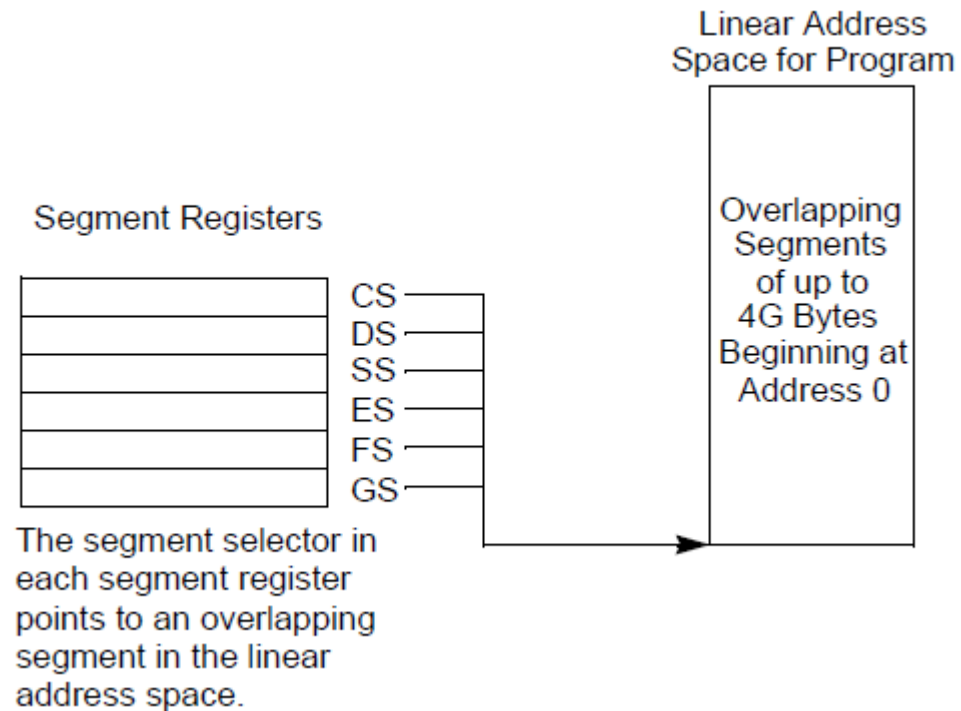 Linear Address
Space for Program
Overlapping
Segments
of up to
4G Bytes
Beginning at
Address 0
Segment Registers
CS
DS
SS
ES
FS
GS
The segment selector in
each segment register
points to an overlapping
segment in the linear
address space.